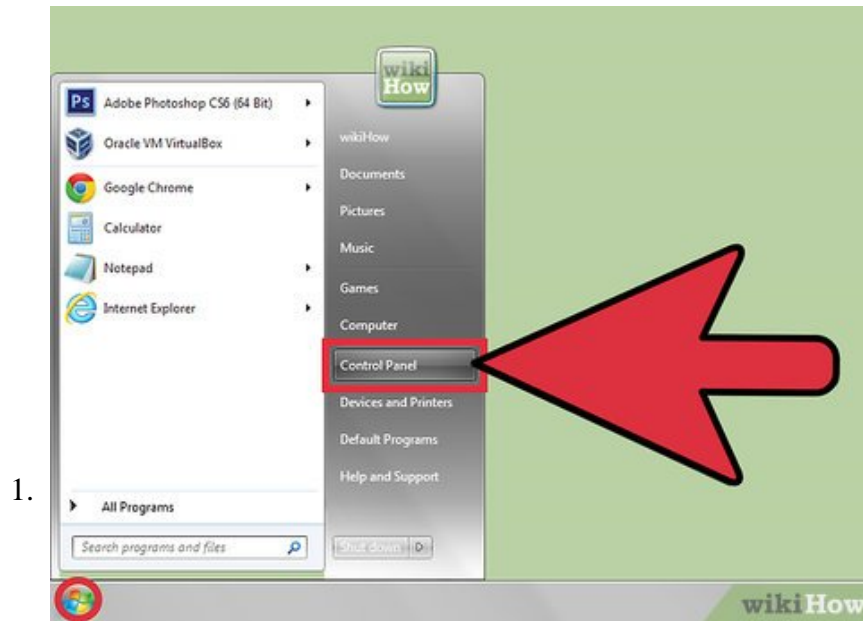 wiki
How
Ps Adobe Photoshop CS6 (64 Bit)
Oracle VM VirtualBox
Google Chrome
Calculator
Notepad
Internet Explorer
All Programs
Search programs and files
wikiHow
Documents
Pictures
Music
Games
Computer
Control Panel
Devices and Printers
Default Programs
Help and Support
Shut down D
1.
wikiHow